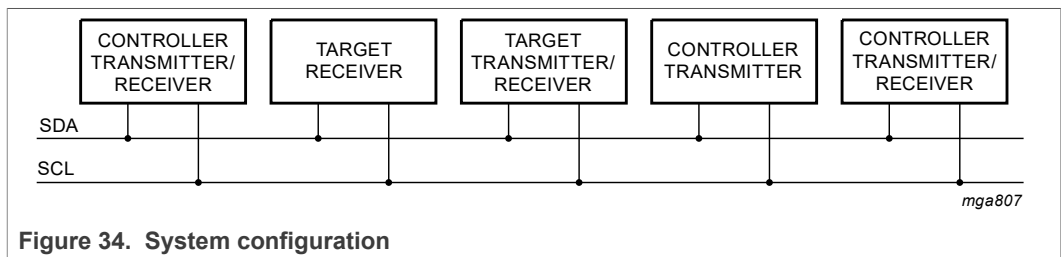 CONTROLLER
TRANSMITTER/
RECEIVER
TARGET
RECEIVER
TARGET
TRANSMITTER/
RECEIVER
CONTROLLER
TRANSMITTER
CONTROLLER
TRANSMITTER/
RECEIVER
SDA
SCL
mga807
Figure 34. System configuration